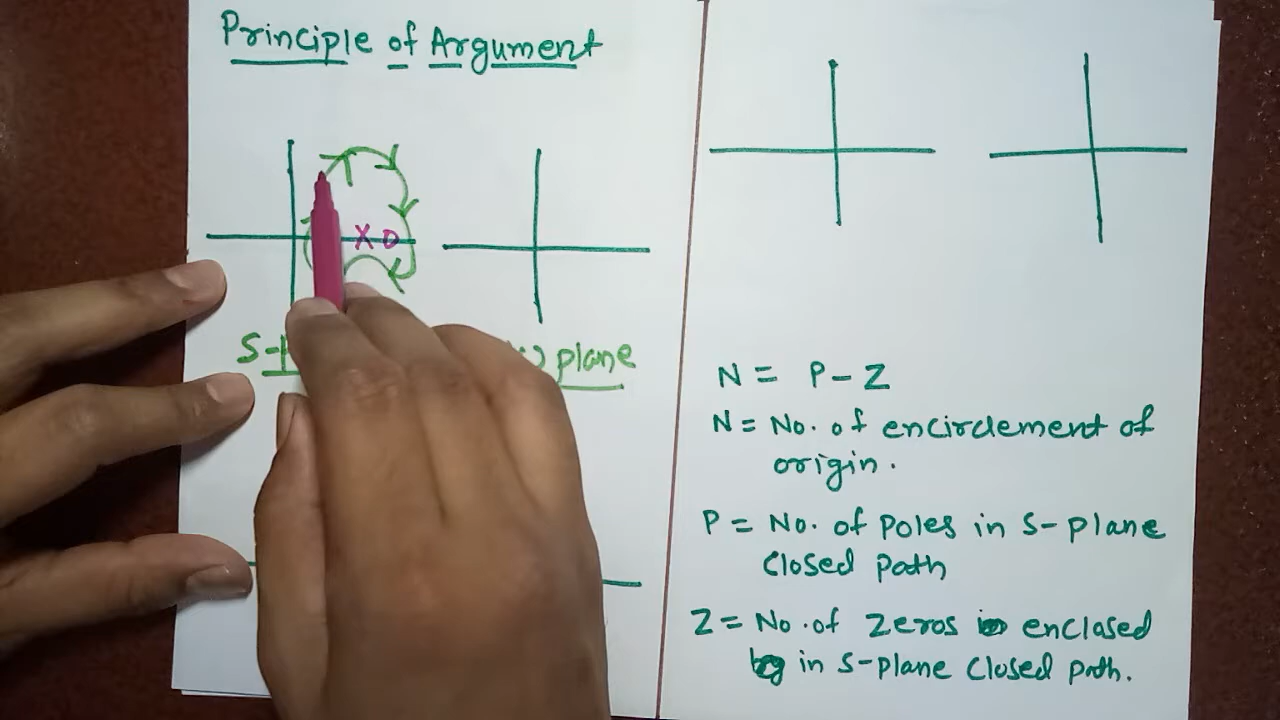 Principle of Argument
X O
S-p
plane
N = P - Z
N = No. of encirclement of
origin.
P = No. of Poles in S-plane
Closed Path
Z = No. of Zeros enclosed
in S-plane Closed path.